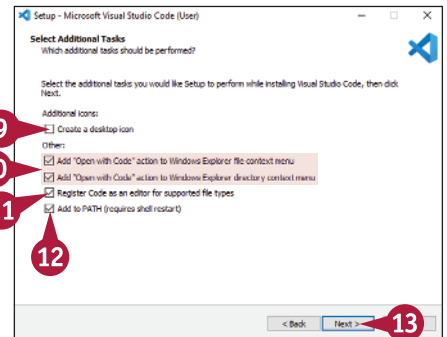 Setup - Microsoft Visual Studio Code (User)
Select Additional Tasks
Which additional tasks should be performed?
Select the additional tasks you would like Setup to perform while installing Visual Studio Code, then click
Next.
Additional icons:
9
Create a desktop icon
Other:
0
Add "Open with Code" action to Windows Explorer file context menu
Add "Open with Code" action to Windows Explorer directory context menu
1
Register Code as an editor for supported file types
Add to PATH (requires shell restart)
12
< Back
Next >
13